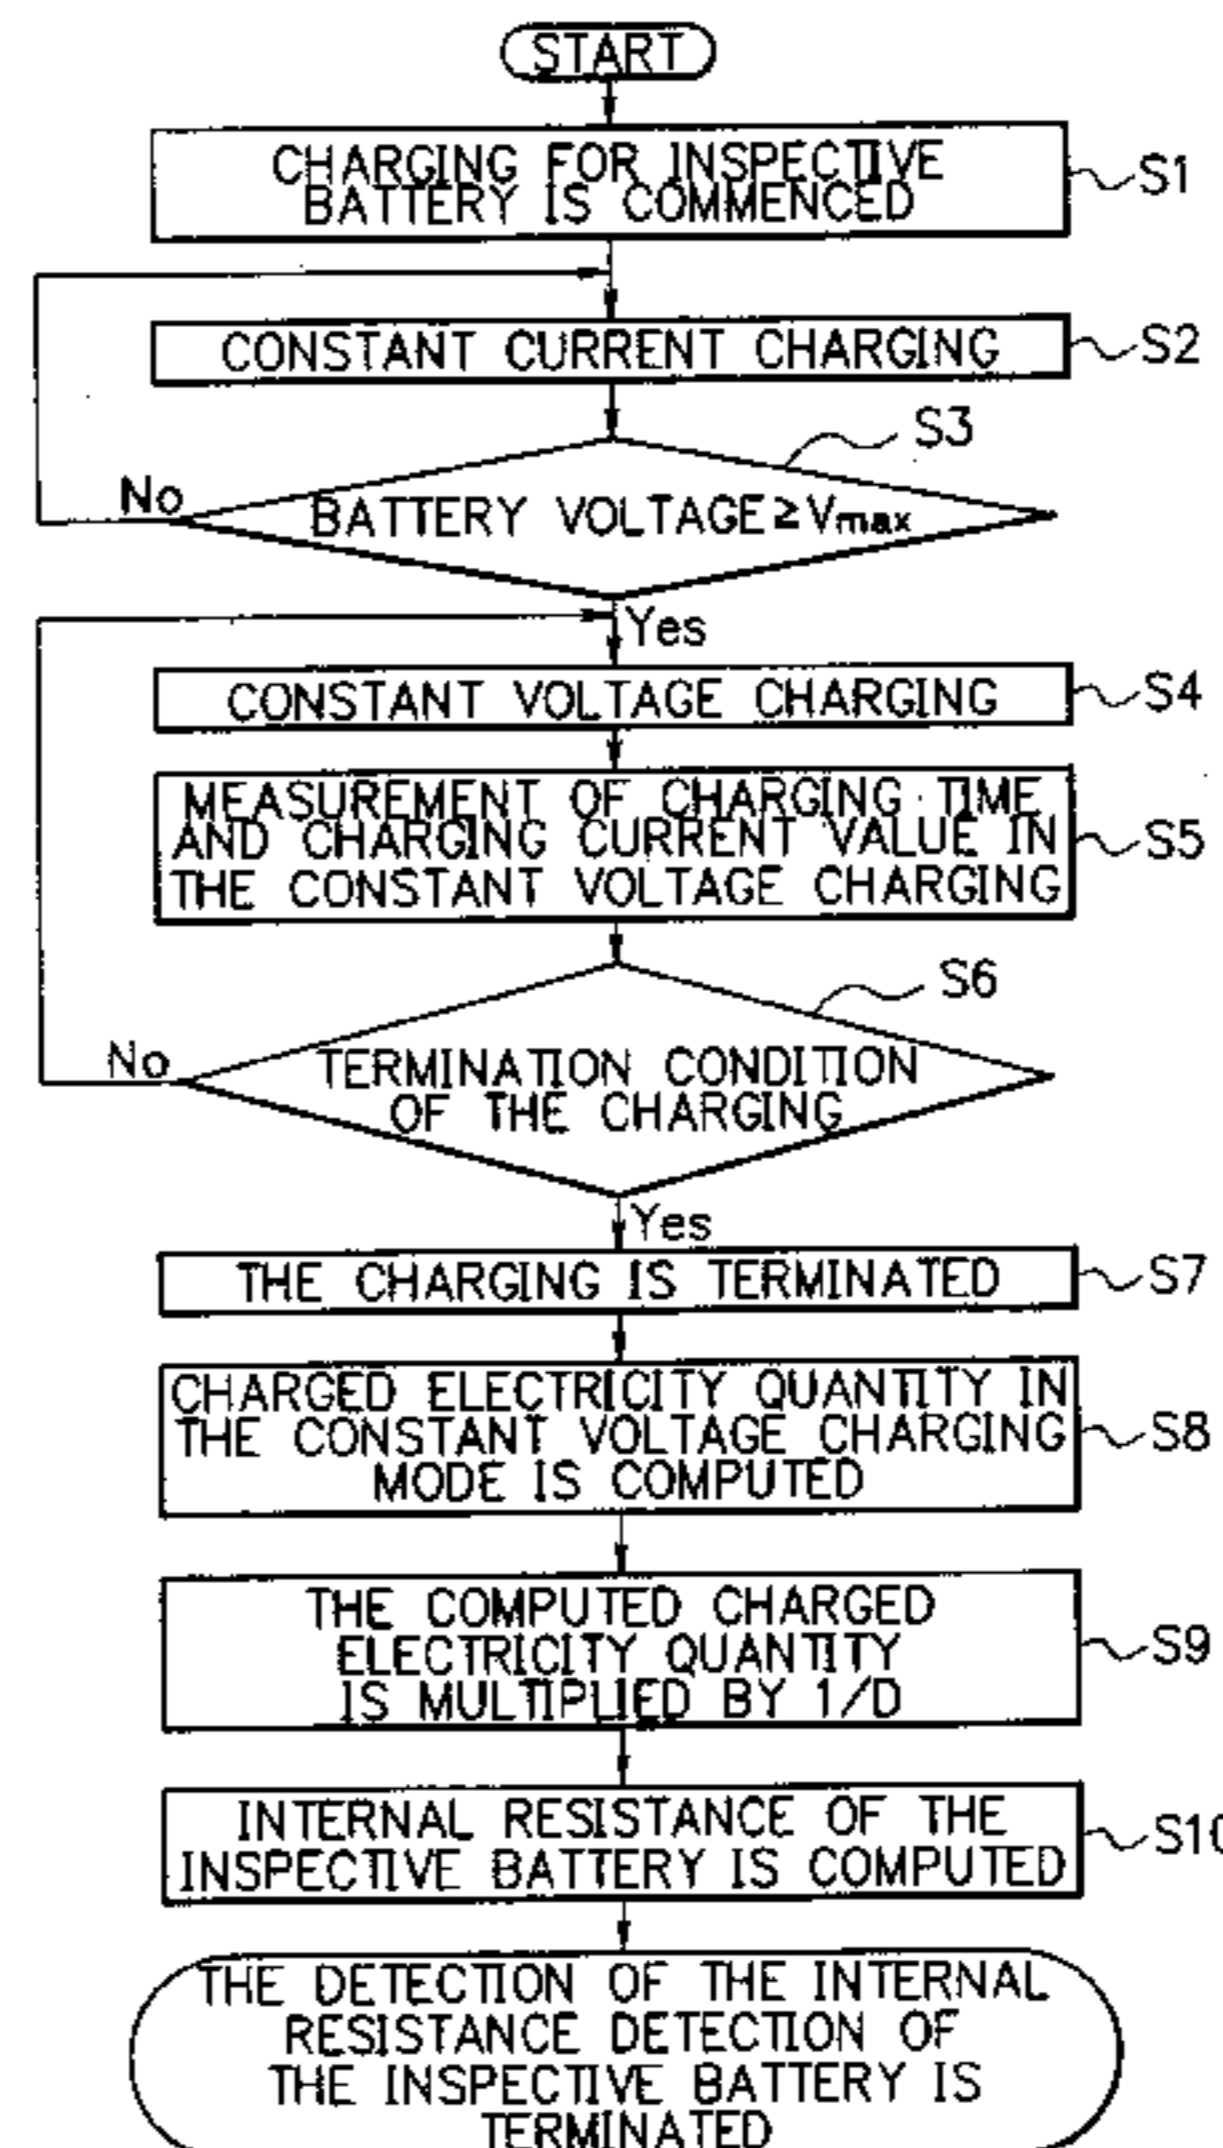 START
CHARGING FOR INSPECTIVE
BATTERY IS COMMENCED
S1
CONSTANT CURRENT CHARGING
S2
S3
No
BATTERY VOLTAGE≥Vmax
Yes
CONSTANT VOLTAGE CHARGING
S4
MEASUREMENT OF CHARGING TIME
AND CHARGING CURRENT VALUE IN
THE CONSTANT VOLTAGE CHARGING
S5
S6
No
TERMINATION CONDITION
OF THE CHARGING
Yes
THE CHARGING IS TERMINATED
S7
CHARGED ELECTRICITY QUANTITY IN
THE CONSTANT VOLTAGE CHARGING
MODE IS COMPUTED
S8
THE COMPUTED CHARGED
ELECTRICITY QUANTITY
IS MULTIPLIED BY 1/D
S9
INTERNAL RESISTANCE OF THE
INSPECTIVE BATTERY IS COMPUTED
S10
THE DETECTION OF THE INTERNAL
RESISTANCE DETECTION OF
THE INSPECTIVE BATTERY IS
TERMINATED